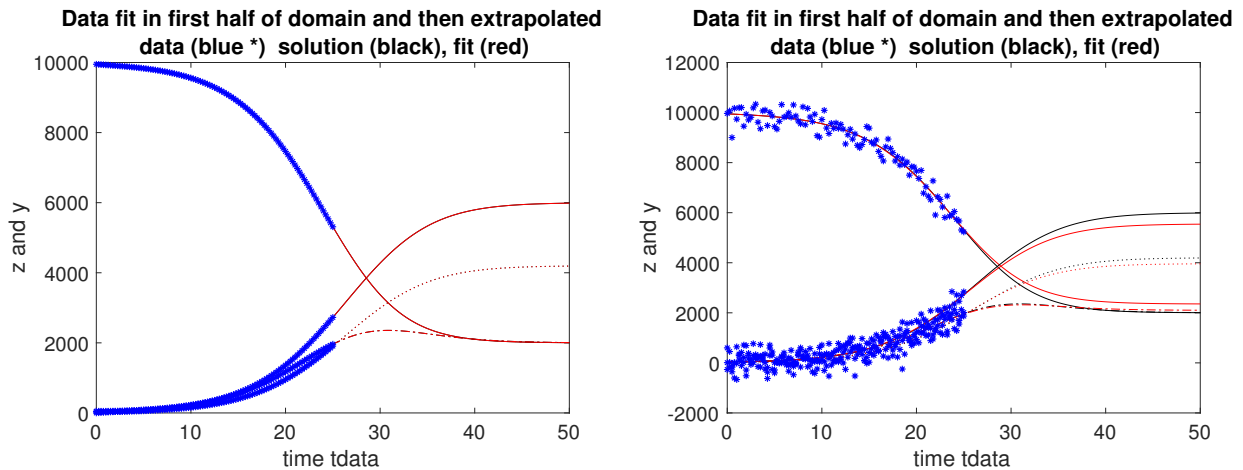 Data fit in first half of domain and then extrapolated
data (blue *)  solution (black), fit (red)
10000
8000
6000
4000
2000
0
z and y
0 10 20 30 40 50
time tdata
Data fit in first half of domain and then extrapolated
data (blue *)  solution (black), fit (red)
12000
10000
8000
6000
4000
2000
0
-2000
z and y
0 10 20 30 40 50
time tdata